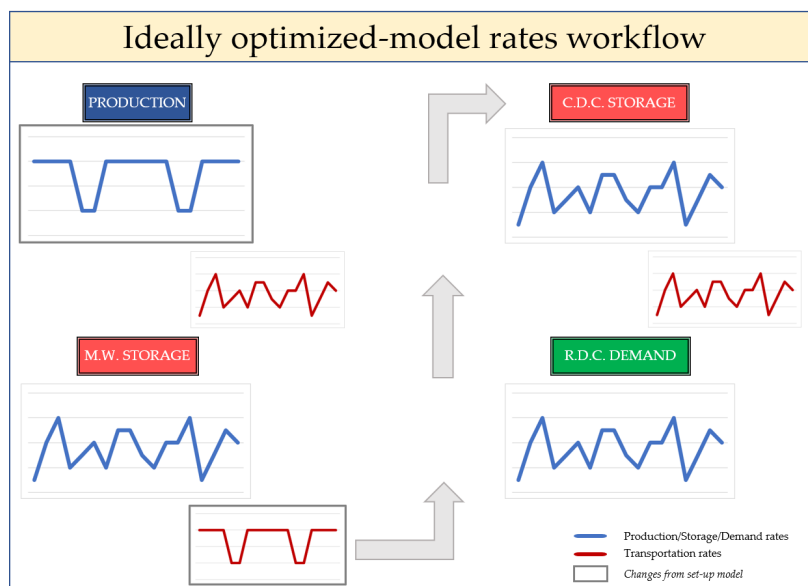 Ideally optimized-model rates workflow
PRODUCTION
C.D.C. STORAGE
M.W. STORAGE
R.D.C. DEMAND
Production/Storage/Demand rates
Transportation rates
Changes from set-up model